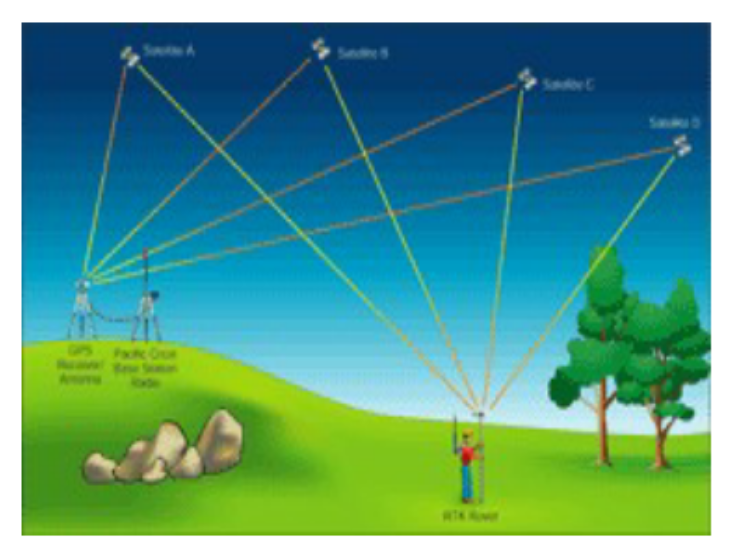 Satellite A
Satellite B
Satellite C
Satellite D
GPS
Receiver
Antenna
Pacific Crest
Base Station
Radio
RTK Rover